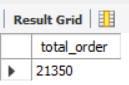 Result Grid
total_order
21350